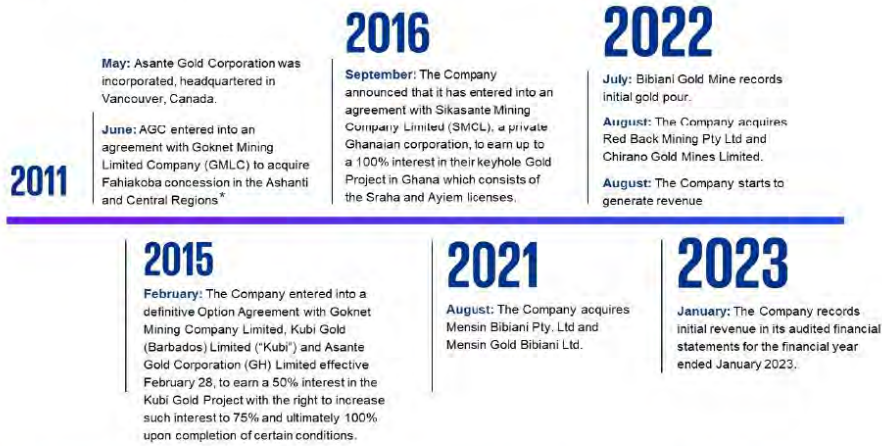 2011
May: Asante Gold Corporation was
incorporated, headquartered in
Vancouver, Canada.
June: AGC entered into an
agreement with Goknet Mining
Limited Company (GMLC) to acquire
Fahiakoba concession in the Ashanti
and Central Regions*
2015
February: The Company entered into a
definitive Option Agreement with Goknet
Mining Company Limited, Kubi Gold
(Barbados) Limited (“Kubi”) and Asante
Gold Corporation (GH) Limited effective
February 28, to earn a 50% interest in the
Kubi Gold Project with the right to increase
such interest to 75% and ultimately 100%
upon completion of certain conditions.
2016
September: The Company
announced that it has entered into an
agreement with Sikasante Mining
Company Limited (SMCL), a private
Ghanaian corporation, to earn up to
a 100% interest in their keyhole Gold
Project in Ghana which consists of
the Sraha and Ayiem licenses.
2021
August: The Company acquires
Mensin Bibiani Pty. Ltd and
Mensin Gold Bibiani Ltd.
2022
July: Bibiani Gold Mine records
initial gold pour.
August: The Company acquires
Red Back Mining Pty Ltd and
Chirano Gold Mines Limited.
August: The Company starts to
generate revenue
2023
January: The Company records
initial revenue in its audited financial
statements for the financial year
ended January 2023.